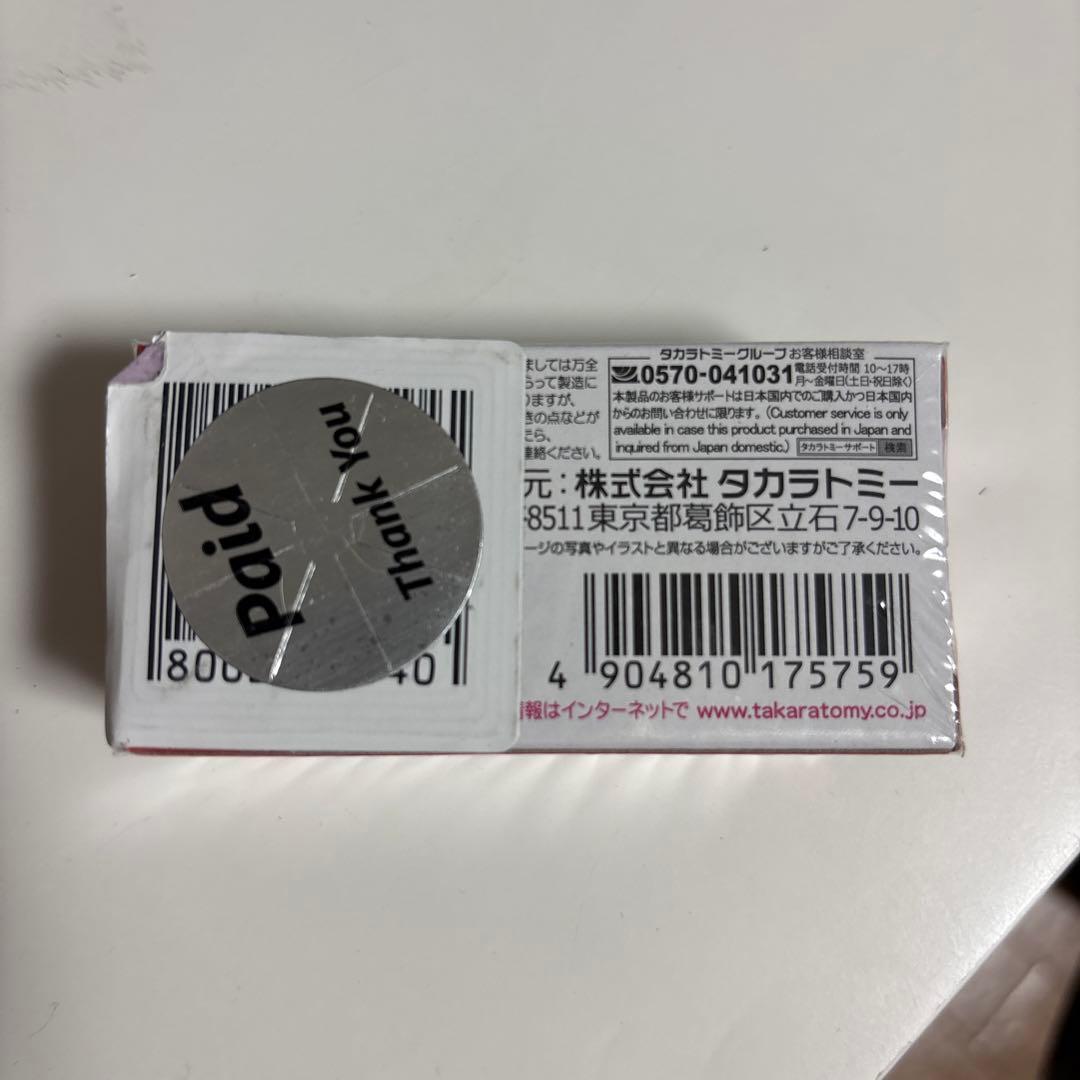 Paid
Thank You
800
40
ましては万全
って製造に
りますが、
きの点などが
たら、
連絡ください。
タカラトミーグループ お客様相談室
0570-041031 電話受付時間 10〜17時
月〜金曜日(土日・祝日除く)
本製品のお客様サポートは日本国内でのご購入かつ日本国内
からのお問い合わせに限ります。(Customer service is only
available in case this product purchased in Japan and
inquired from Japan domestic.) タカラトミーサポート 検索
元:株式会社 タカラトミー
8511 東京都葛飾区立石 7-9-10
ージの写真やイラストと異なる場合がございますがご了承ください。
4 904810 175759
情報はインターネットで www.takaratomy.co.jp